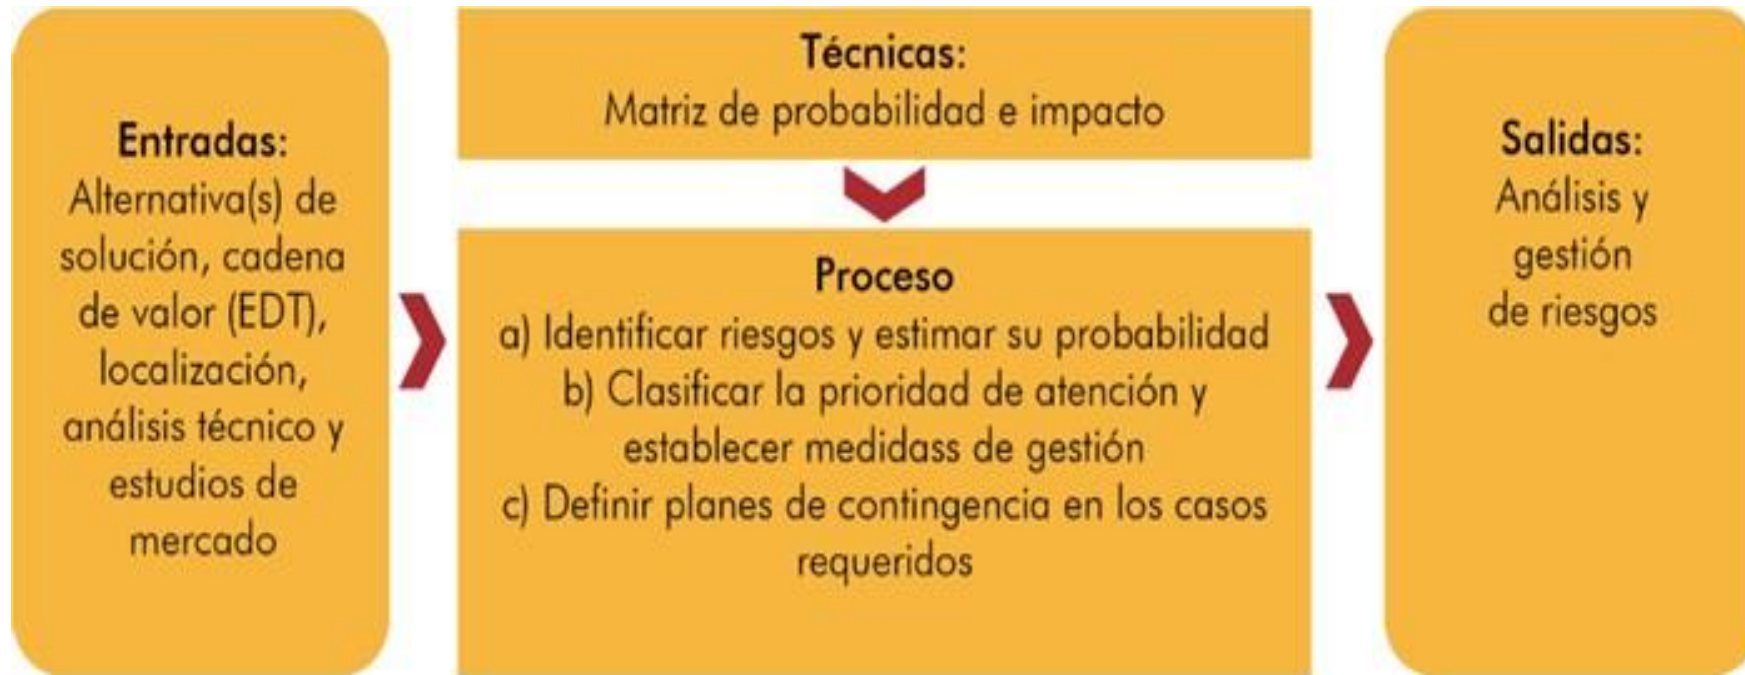 Entradas:
Alternativa(s) de
solución, cadena
de valor (EDT),
localización,
análisis técnico y
estudios de
mercado
Técnicas:
Matriz de probabilidad e impacto
Proceso
a) Identificar riesgos y estimar su probabilidad
b) Clasificar la prioridad de atención y
establecer medidass de gestión
c) Definir planes de contingencia en los casos
requeridos
Salidas:
Análisis y
gestión
de riesgos